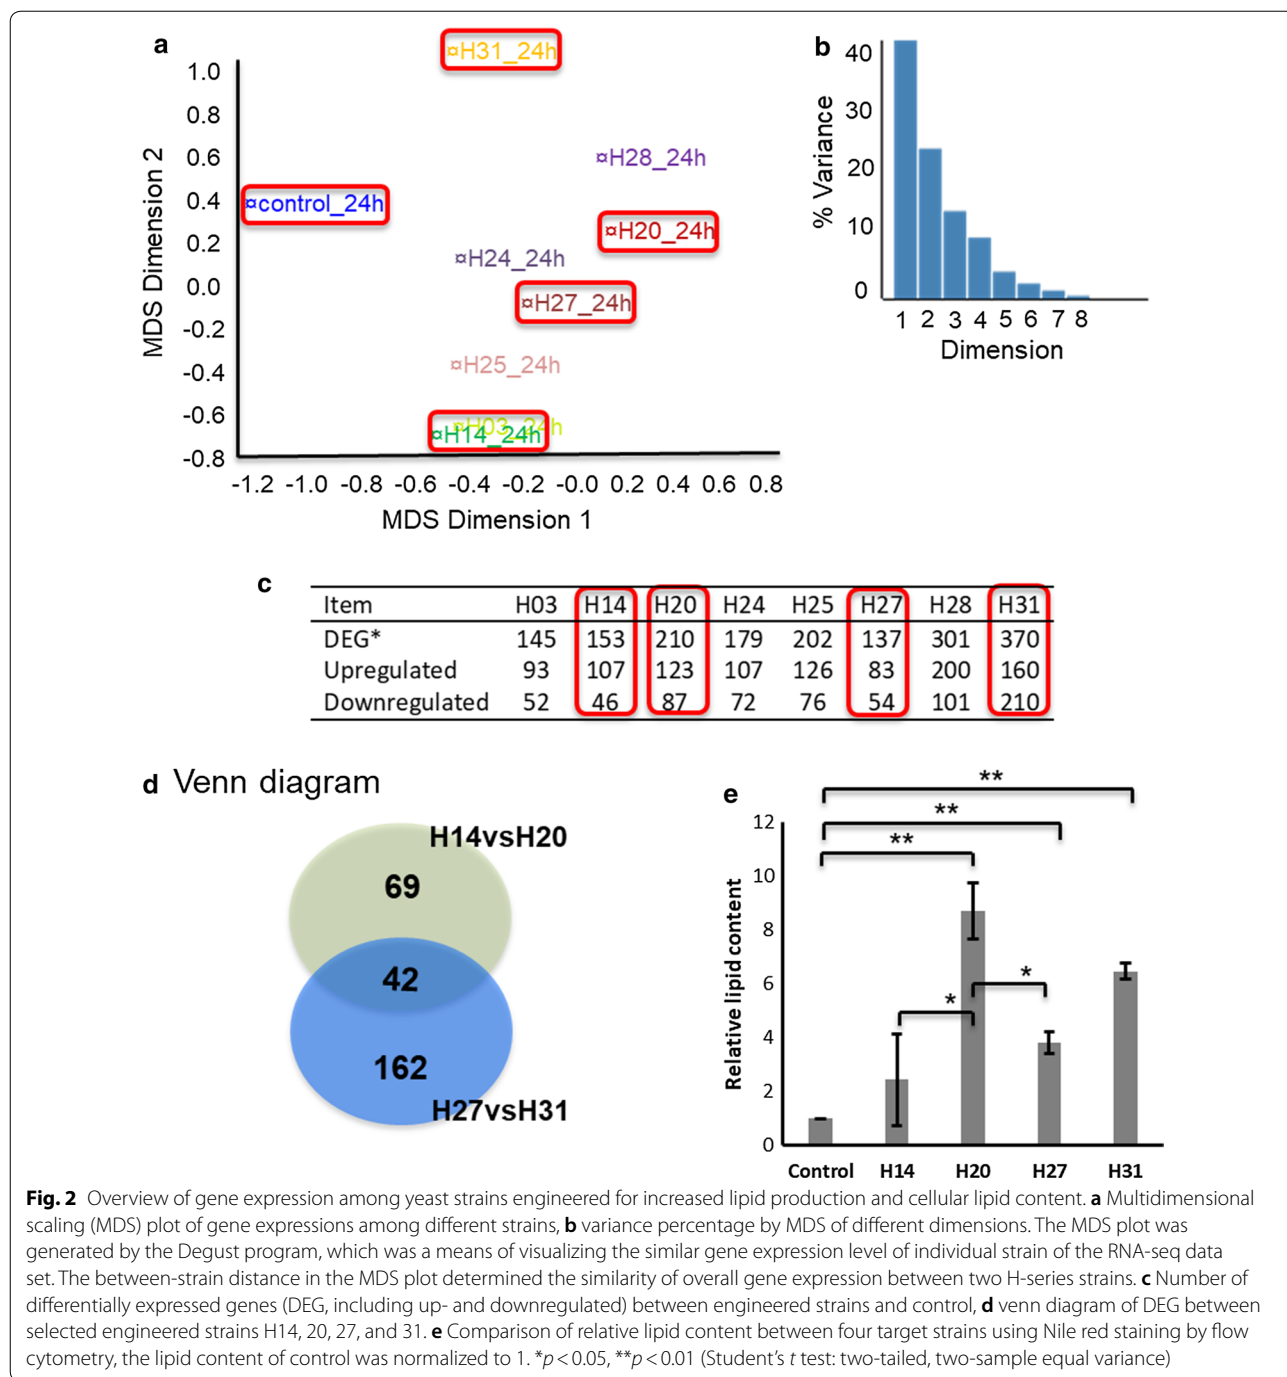 a
¤H31_24h
1.0
0.8
¤H28_24h
0.6
¤control_24h
0.4
¤H20_24h
0.2
¤H24_24h
0.0
¤H27_24h
-0.2
¤H25_24h
-0.4
¤H03_24h
-0.6
¤H14_24h
-0.8
MDS Dimension 2
-1.2 -1.0 -0.8 -0.6 -0.4 -0.2 -0.0 0.2 0.4 0.6 0.8
MDS Dimension 1
b
40
30
20
10
0
% Variance
1 2 3 4 5 6 7 8
Dimension
c
Item H03 H14 H20 H24 H25 H27 H28 H31
DEG* 145 153 210 179 202 137 301 370
Upregulated 93 107 123 107 126 83 200 160
Downregulated 52 46 87 72 76 54 101 210
d Venn diagram
H14vsH20
69
42
162
H27vsH31
e
**
**
**
*
*
12
10
8
6
4
2
0
Relative lipid content
Control H14 H20 H27 H31
Fig. 2 Overview of gene expression among yeast strains engineered for increased lipid production and cellular lipid content. a Multidimensional
scaling (MDS) plot of gene expressions among different strains, b variance percentage by MDS of different dimensions. The MDS plot was
generated by the Degust program, which was a means of visualizing the similar gene expression level of individual strain of the RNA-seq data
set. The between-strain distance in the MDS plot determined the similarity of overall gene expression between two H-series strains. c Number of
differentially expressed genes (DEG, including up- and downregulated) between engineered strains and control, d venn diagram of DEG between
selected engineered strains H14, 20, 27, and 31. e Comparison of relative lipid content between four target strains using Nile red staining by flow
cytometry, the lipid content of control was normalized to 1. *p < 0.05, **p < 0.01 (Student's t test: two-tailed, two-sample equal variance)